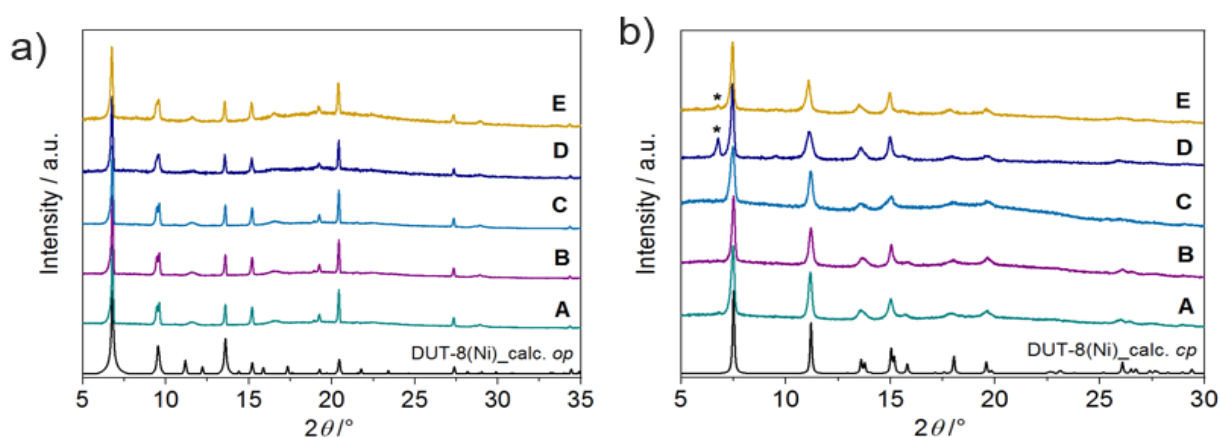 a)
Intensity / a.u.
E
D
C
B
A
DUT-8(Ni)_calc. op
5 10 15 20 25 30 35
2θ/°
b)
Intensity / a.u.
*
E
*
D
C
B
A
DUT-8(Ni)_calc. cp
5 10 15 20 25 30
2θ/°